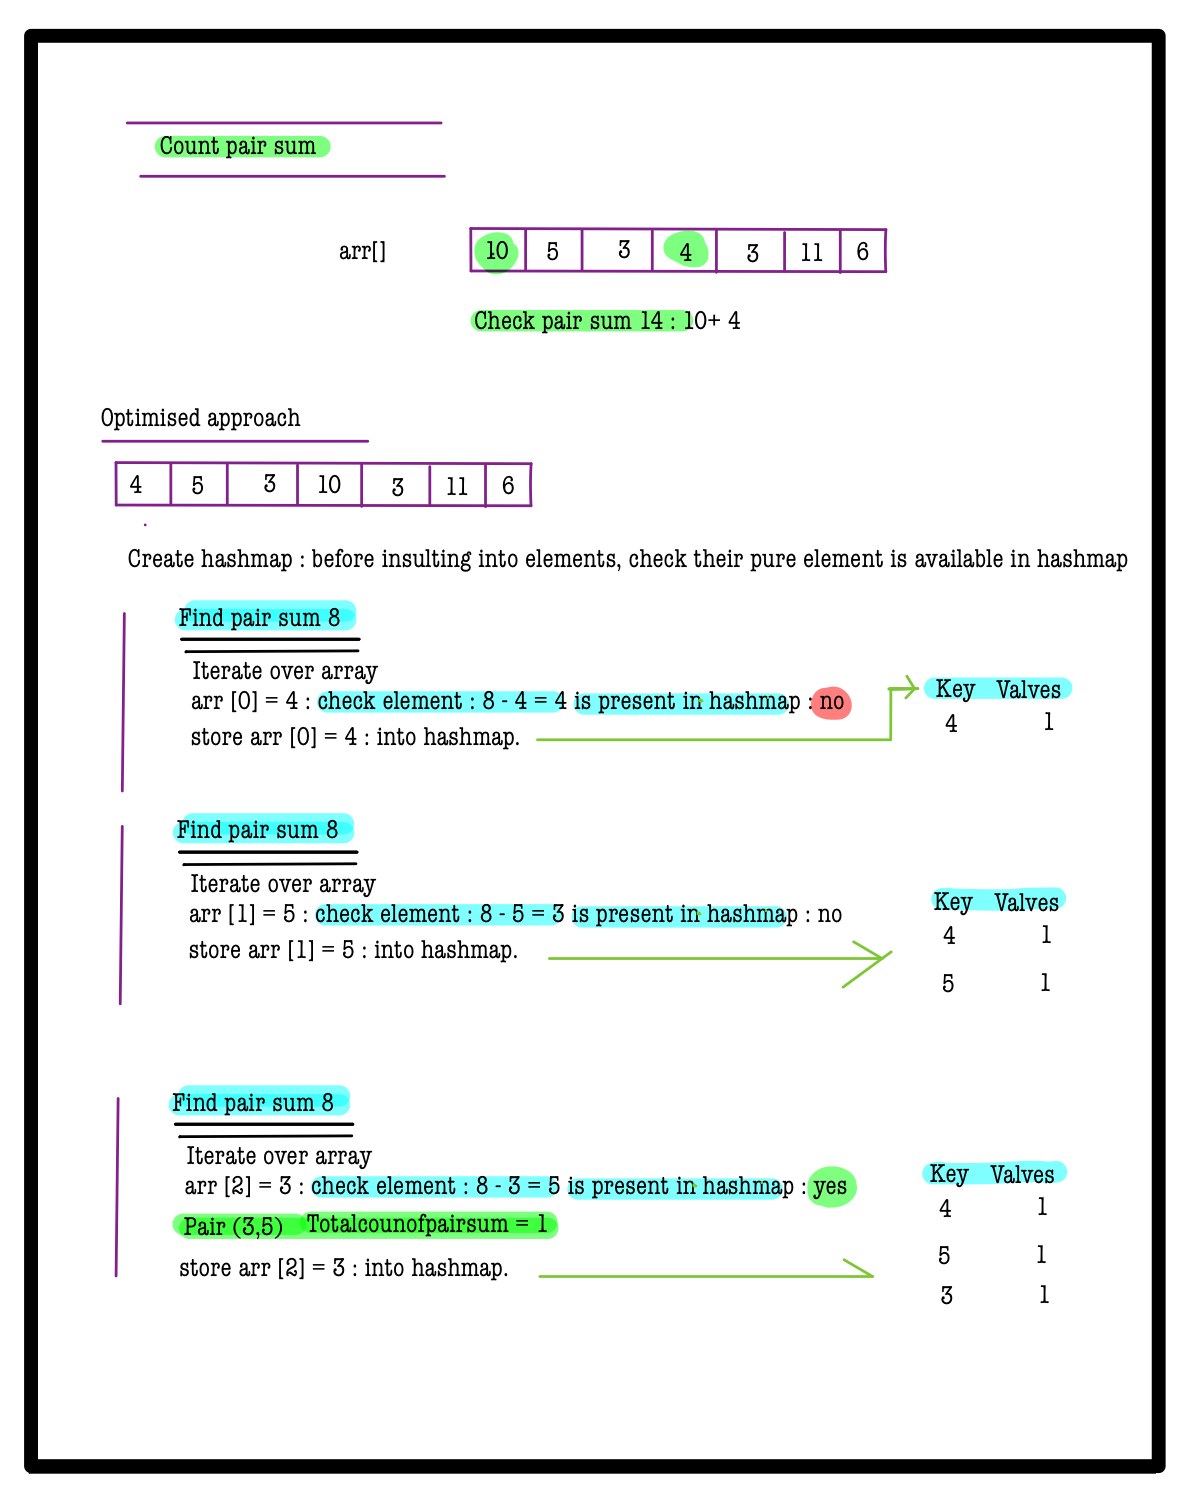 Count pair sum
arr[] 10 5 3 4 3 11 6
Check pair sum 14 : 10+ 4
Optimised approach
4 5 3 10 3 11 6
Create hashmap : before insulting into elements, check their pure element is available in hashmap
Find pair sum 8
Iterate over array
arr [0] = 4 : check element : 8 - 4 = 4 is present in hashmap : no
store arr [0] = 4 : into hashmap.
Key Valves
4 1
Find pair sum 8
Iterate over array
arr [1] = 5 : check element : 8 - 5 = 3 is present in hashmap : no
store arr [1] = 5 : into hashmap.
Key Valves
4 1
5 1
Find pair sum 8
Iterate over array
arr [2] = 3 : check element : 8 - 3 = 5 is present in hashmap : yes
Pair (3,5) Totalcounofpairsum = 1
store arr [2] = 3 : into hashmap.
Key Valves
4 1
5 1
3 1